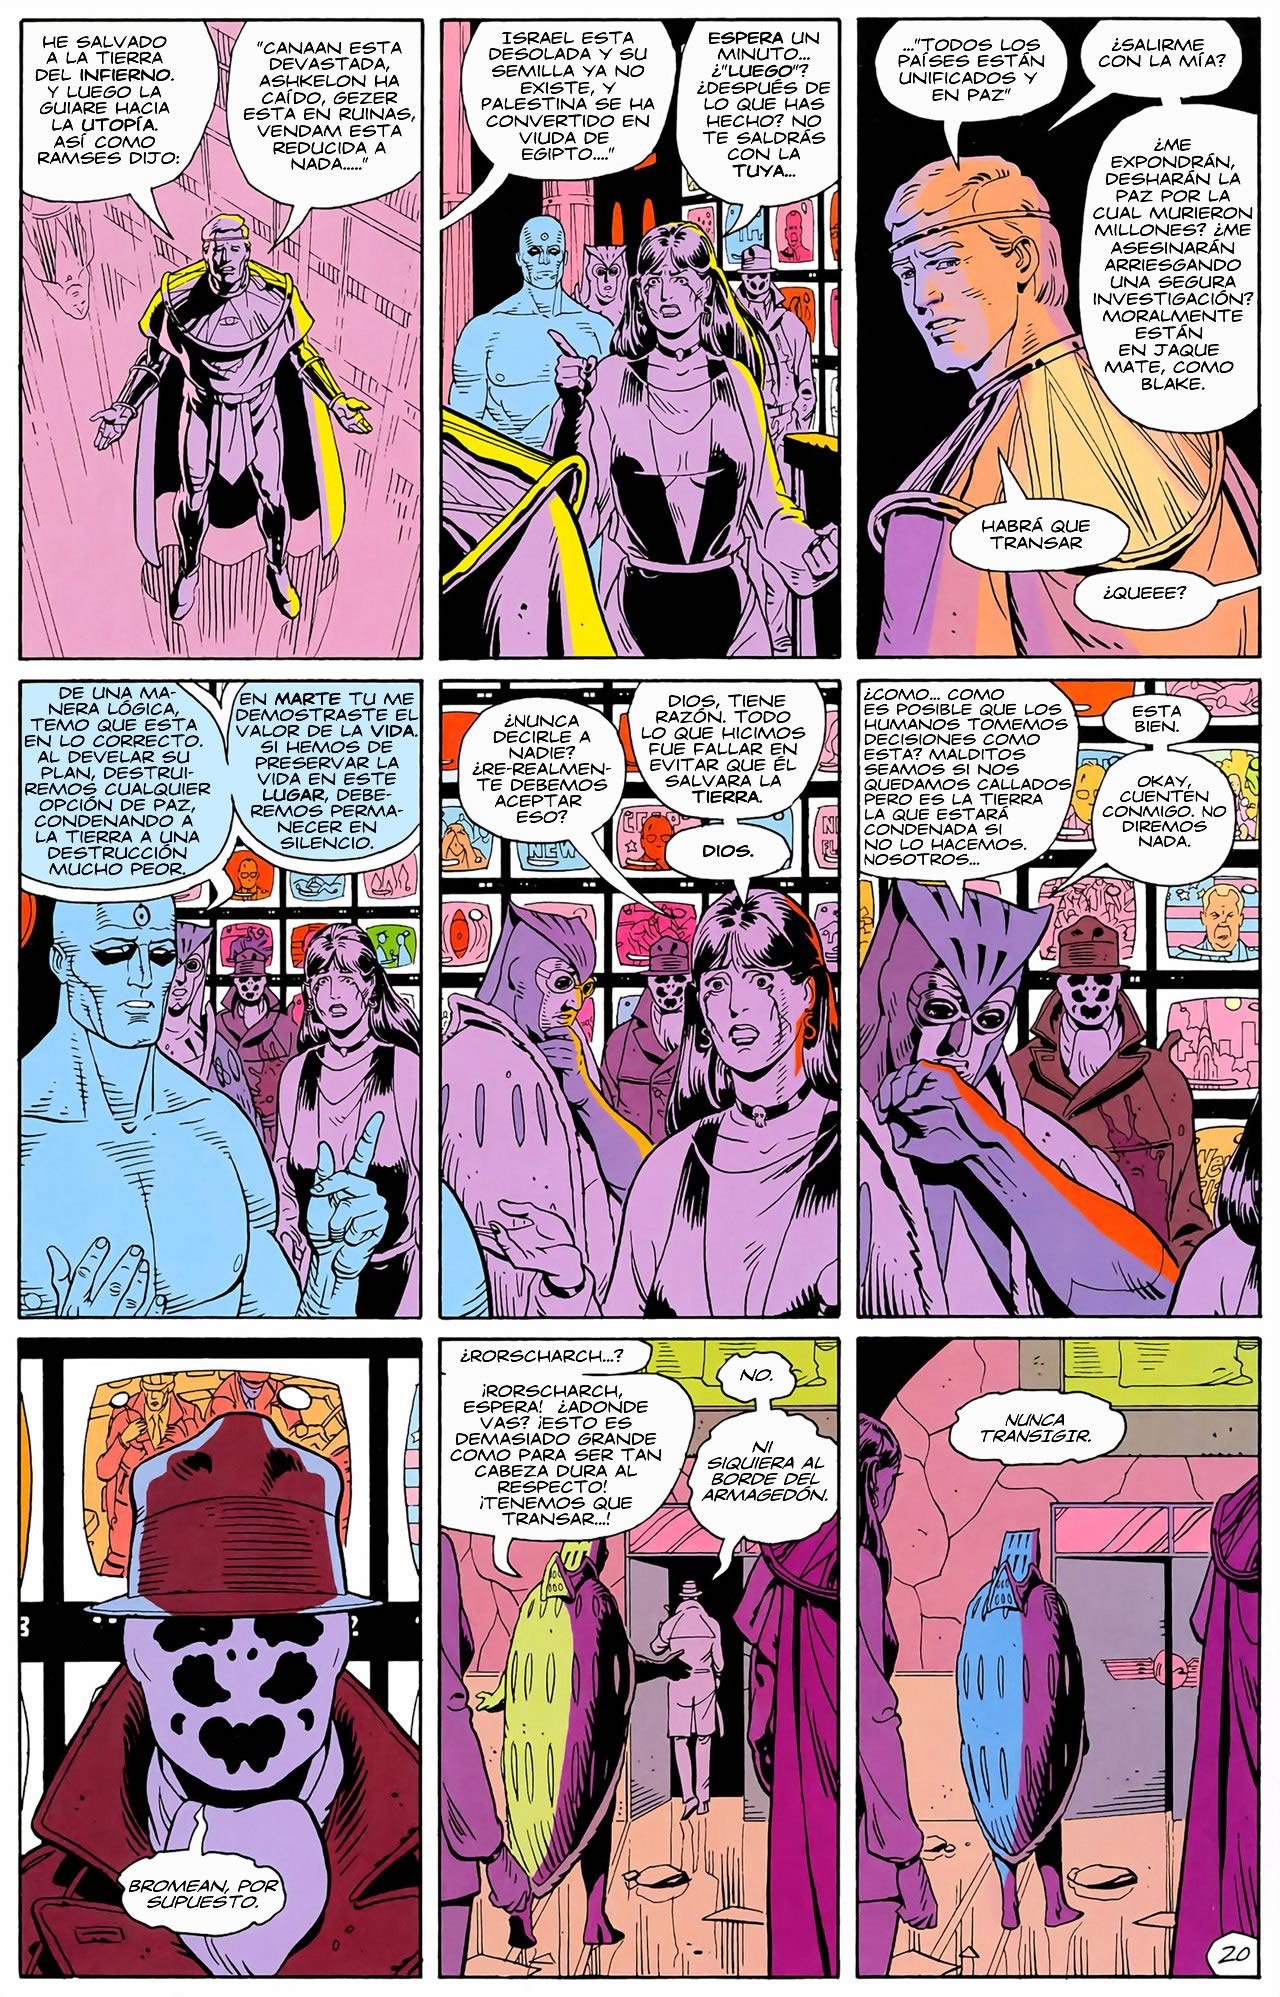 HE SALVADO
A LA TIERRA
DEL INFIERNO.
Y LUEGO LA
GUIARE HACIA
LA UTOPÍA.
ASÍ COMO
RAMSES DIJO:
"CANAAN ESTA
DEVASTADA,
ASHKELON HA
CAÍDO, GEZER
ESTA EN RUINAS,
VENDAM ESTA
REDUCIDA A
NADA....."
ISRAEL ESTA
DESOLADA Y SU
SEMILLA YA NO
EXISTE, Y
PALESTINA SE HA
CONVERTIDO EN
VIUDA DE
EGIPTO...."
ESPERA UN
MINUTO...
¿"LUEGO"?
¿DESPUÉS DE
LO QUE HAS
HECHO? NO
TE SALDRÁS
CON LA
TUYA...
..."TODOS LOS
PAÍSES ESTÁN
UNIFICADOS Y
EN PAZ"
¿SALIRME
CON LA MÍA?
¿ME
EXPONDRÁN,
DESHARÁN LA
PAZ POR LA
CUAL MURIERON
MILLONES? ¿ME
ASESINARÁN
ARRIESGANDO
UNA SEGURA
INVESTIGACIÓN?
MORALMENTE
ESTÁN
EN JAQUE
MATE, COMO
BLAKE.
HABRÁ QUE
TRANSAR
¿QUEEE?
DE UNA MA-
NERA LÓGICA,
TEMO QUE ESTA
EN LO CORRECTO.
AL DEVELAR SU
PLAN, DESTRUI-
REMOS CUALQUIER
OPCIÓN DE PAZ,
CONDENANDO A
LA TIERRA A UNA
DESTRUCCIÓN
MUCHO PEOR.
EN MARTE TU ME
DEMOSTRASTE EL
VALOR DE LA VIDA.
SI HEMOS DE
PRESERVAR LA
VIDA EN ESTE
LUGAR, DEBE-
REMOS PERMA-
NECER EN
SILENCIO.
¿NUNCA
DECIRLE A
NADIE?
¿RE-REALMEN-
TE DEBEMOS
ACEPTAR
ESO?
DIOS, TIENE
RAZÓN. TODO
LO QUE HICIMOS
FUE FALLAR EN
EVITAR QUE ÉL
SALVARA LA
TIERRA.
DIOS.
NEW
¿COMO... COMO
ES POSIBLE QUE LOS
HUMANOS TOMEMOS
DECISIONES COMO
ESTA? MALDITOS
SEAMOS SI NOS
QUEDAMOS CALLADOS
PERO ES LA TIERRA
LA QUE ESTARÁ
CONDENADA SI
NO LO HACEMOS.
NOSOTROS...
ESTA
BIEN.
OKAY,
CUENTEN
CONMIGO. NO
DIREMOS
NADA.
BROMEAN, POR
SUPUESTO.
¿RORSCHARCH...?
¡RORSCHARCH,
ESPERA! ¿ADONDE
VAS? ¡ESTO ES
DEMASIADO GRANDE
COMO PARA SER TAN
CABEZA DURA AL
RESPECTO!
¡TENEMOS QUE
TRANSAR...!
NO.
NI
SIQUIERA AL
BORDE DEL
ARMAGEDÓN.
NUNCA
TRANSIGIR.
20